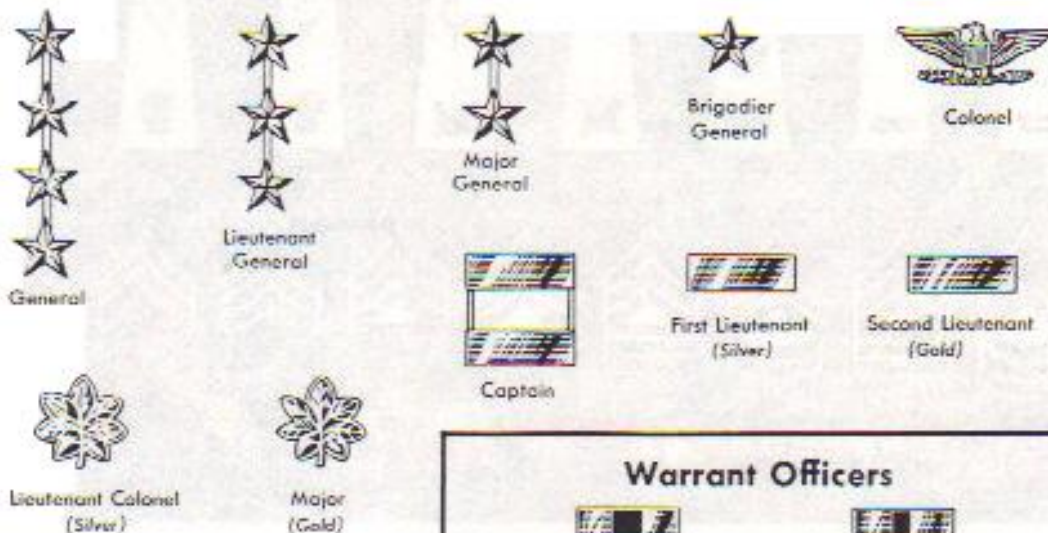 General
Lieutenant
General
Major
General
Brigadier
General
Colonel
Captain
First Lieutenant
(Silver)
Second Lieutenant
(Gold)
Lieutenant Colonel
(Silver)
Major
(Gold)
Warrant Officers